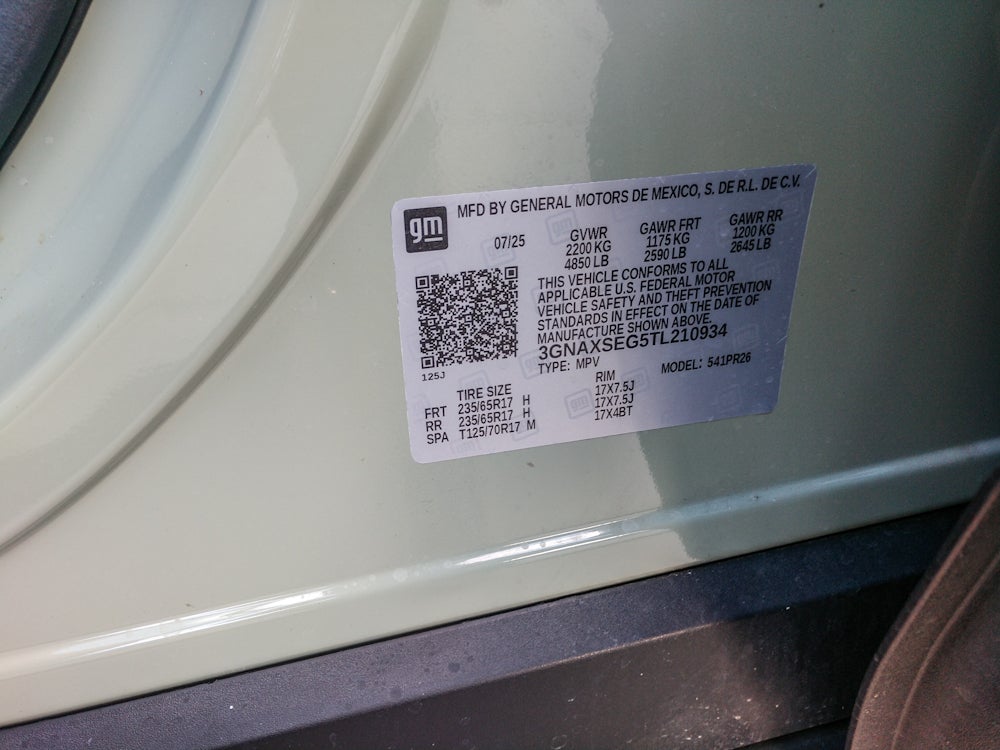 gm
MFD BY GENERAL MOTORS DE MEXICO, S. DE R.L. DE C.V.
07/25
GVWR GAWR FRT GAWR RR
2200 KG 1175 KG 1200 KG
4850 LB 2590 LB 2645 LB
THIS VEHICLE CONFORMS TO ALL
APPLICABLE U.S. FEDERAL MOTOR
VEHICLE SAFETY AND THEFT PREVENTION
STANDARDS IN EFFECT ON THE DATE OF
MANUFACTURE SHOWN ABOVE.
3GNAXSEG5TL210934
TYPE: MPV MODEL: 541PR26
125J
TIRE SIZE RIM
FRT 235/65R17 H 17X7.5J
RR 235/65R17 H 17X7.5J
SPA T125/70R17 M 17X4BT